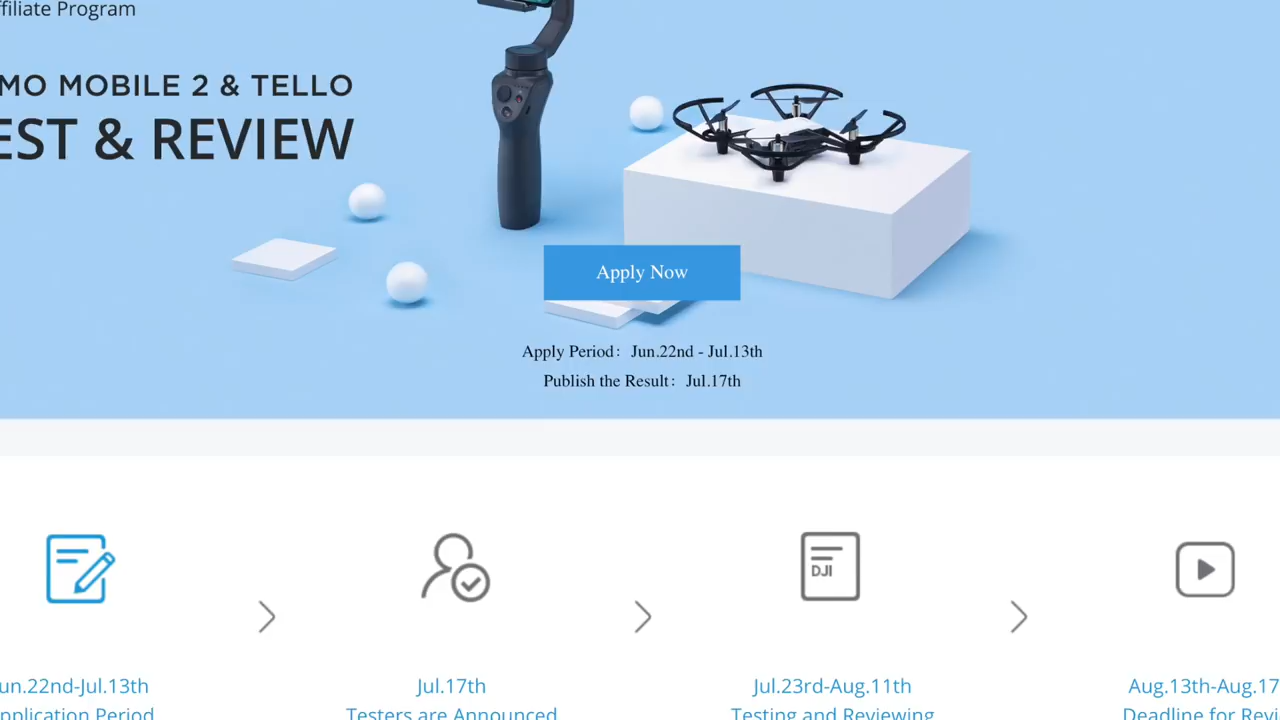 ffiliate Program
MO MOBILE 2 & TELLO
EST & REVIEW
Apply Now
Apply Period: Jun.22nd - Jul.13th
Publish the Result: Jul.17th
DJI
un.22nd-Jul.13th
Jul.17th
Jul.23rd-Aug.11th
Aug.13th-Aug.17
pplication Period
Testers are Announced
Testing and Reviewing
Deadline for Revi